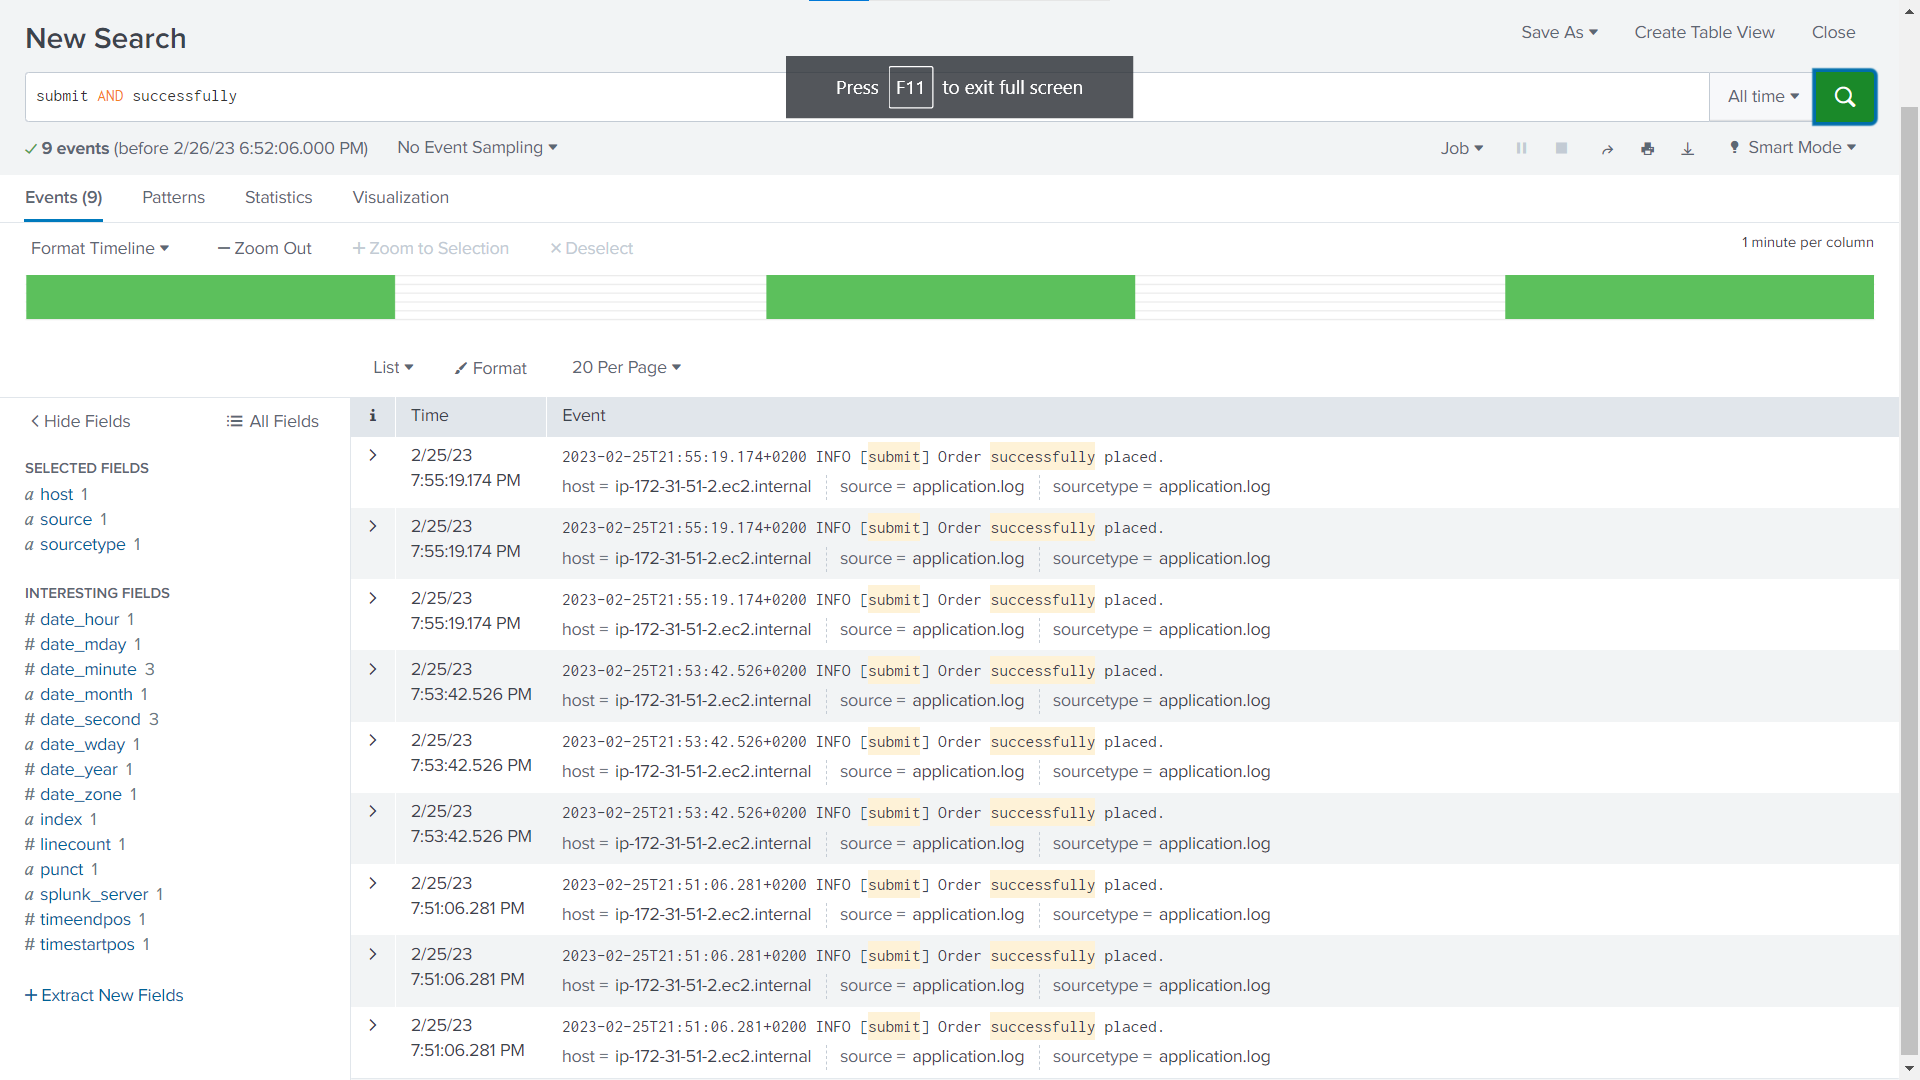 New Search
Save As
Create Table View
Close
Press F11 to exit full screen
submit AND successfully
All time
9 events (before 2/26/23 6:52:06.000 PM)
No Event Sampling
Job
Smart Mode
Events (9)
Patterns
Statistics
Visualization
Format Timeline
— Zoom Out
+ Zoom to Selection
× Deselect
1 minute per column
List
Format
20 Per Page
< Hide Fields
All Fields
SELECTED FIELDS
a host 1
a source 1
a sourcetype 1
INTERESTING FIELDS
# date_hour 1
# date_mday 1
# date_minute 3
a date_month 1
# date_second 3
a date_wday 1
# date_year 1
# date_zone 1
a index 1
# linecount 1
a punct 1
a splunk_server 1
# timeendpos 1
# timestartpos 1
+ Extract New Fields
i
Time
Event
2/25/23
7:55:19.174 PM
2023-02-25T21:55:19.174+0200 INFO [submit] Order successfully placed.
host = ip-172-31-51-2.ec2.internal
source = application.log
sourcetype = application.log
2/25/23
7:55:19.174 PM
2023-02-25T21:55:19.174+0200 INFO [submit] Order successfully placed.
host = ip-172-31-51-2.ec2.internal
source = application.log
sourcetype = application.log
2/25/23
7:55:19.174 PM
2023-02-25T21:55:19.174+0200 INFO [submit] Order successfully placed.
host = ip-172-31-51-2.ec2.internal
source = application.log
sourcetype = application.log
2/25/23
7:53:42.526 PM
2023-02-25T21:53:42.526+0200 INFO [submit] Order successfully placed.
host = ip-172-31-51-2.ec2.internal
source = application.log
sourcetype = application.log
2/25/23
7:53:42.526 PM
2023-02-25T21:53:42.526+0200 INFO [submit] Order successfully placed.
host = ip-172-31-51-2.ec2.internal
source = application.log
sourcetype = application.log
2/25/23
7:53:42.526 PM
2023-02-25T21:53:42.526+0200 INFO [submit] Order successfully placed.
host = ip-172-31-51-2.ec2.internal
source = application.log
sourcetype = application.log
2/25/23
7:51:06.281 PM
2023-02-25T21:51:06.281+0200 INFO [submit] Order successfully placed.
host = ip-172-31-51-2.ec2.internal
source = application.log
sourcetype = application.log
2/25/23
7:51:06.281 PM
2023-02-25T21:51:06.281+0200 INFO [submit] Order successfully placed.
host = ip-172-31-51-2.ec2.internal
source = application.log
sourcetype = application.log
2/25/23
7:51:06.281 PM
2023-02-25T21:51:06.281+0200 INFO [submit] Order successfully placed.
host = ip-172-31-51-2.ec2.internal
source = application.log
sourcetype = application.log